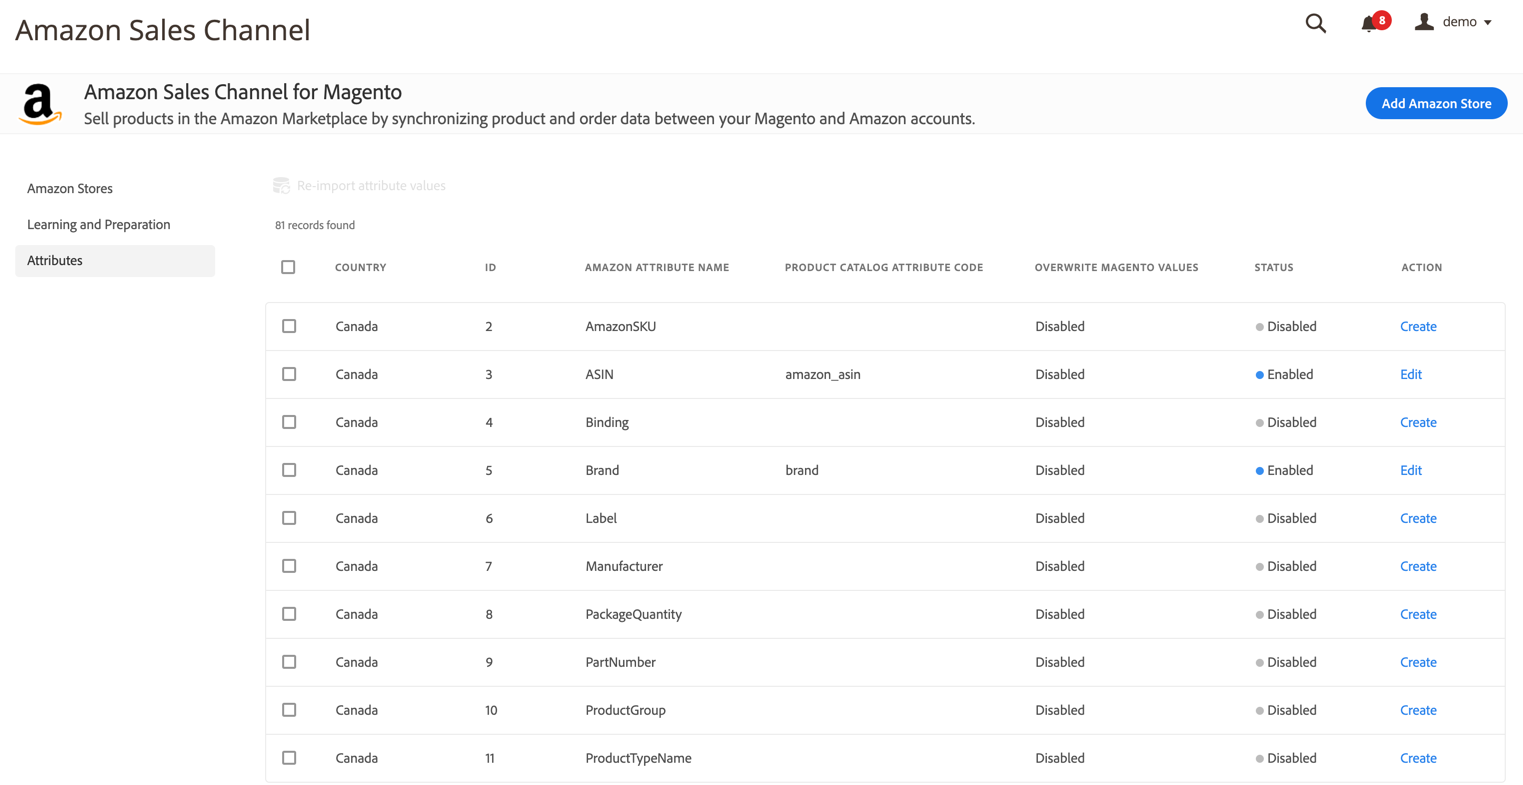 Amazon Sales Channel
8
demo
a
Amazon Sales Channel for Magento
Sell products in the Amazon Marketplace by synchronizing product and order data between your Magento and Amazon accounts.
Add Amazon Store
Amazon Stores
Learning and Preparation
Attributes
Re-import attribute values
81 records found
COUNTRY ID AMAZON ATTRIBUTE NAME PRODUCT CATALOG ATTRIBUTE CODE OVERWRITE MAGENTO VALUES STATUS ACTION
Canada 2 AmazonSKU Disabled Disabled Create
Canada 3 ASIN amazon_asin Disabled Enabled Edit
Canada 4 Binding Disabled Disabled Create
Canada 5 Brand brand Disabled Enabled Edit
Canada 6 Label Disabled Disabled Create
Canada 7 Manufacturer Disabled Disabled Create
Canada 8 PackageQuantity Disabled Disabled Create
Canada 9 PartNumber Disabled Disabled Create
Canada 10 ProductGroup Disabled Disabled Create
Canada 11 ProductTypeName Disabled Disabled Create